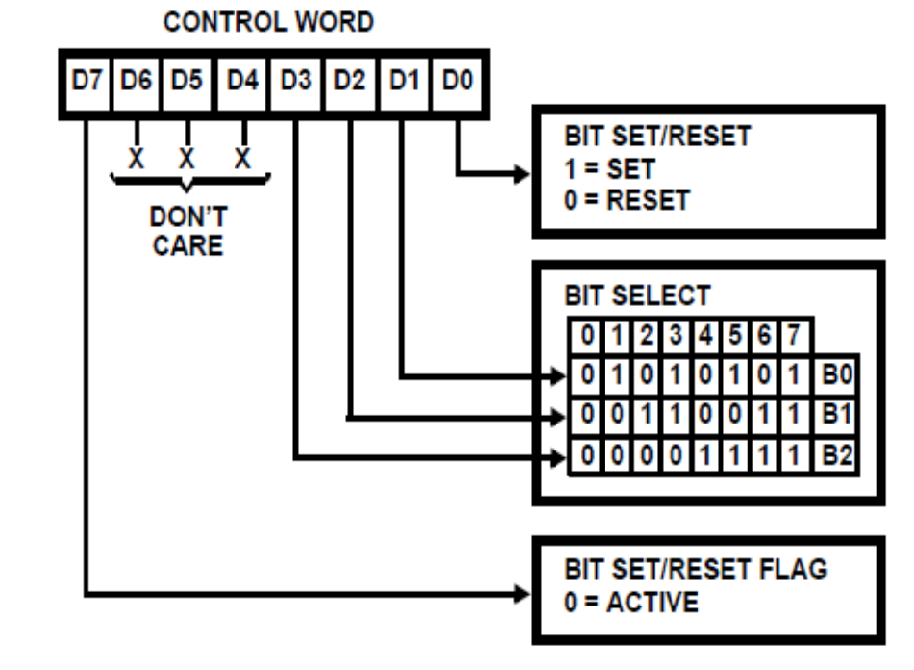 CONTROL WORD
D7 D6 D5 D4 D3 D2 D1 D0
X X X
DON'T
CARE
BIT SET/RESET
1 = SET
0 = RESET
BIT SELECT
0 1 2 3 4 5 6 7
0 1 0 1 0 1 0 1 B0
0 0 1 1 0 0 1 1 B1
0 0 0 0 1 1 1 1 B2
BIT SET/RESET FLAG
0 = ACTIVE